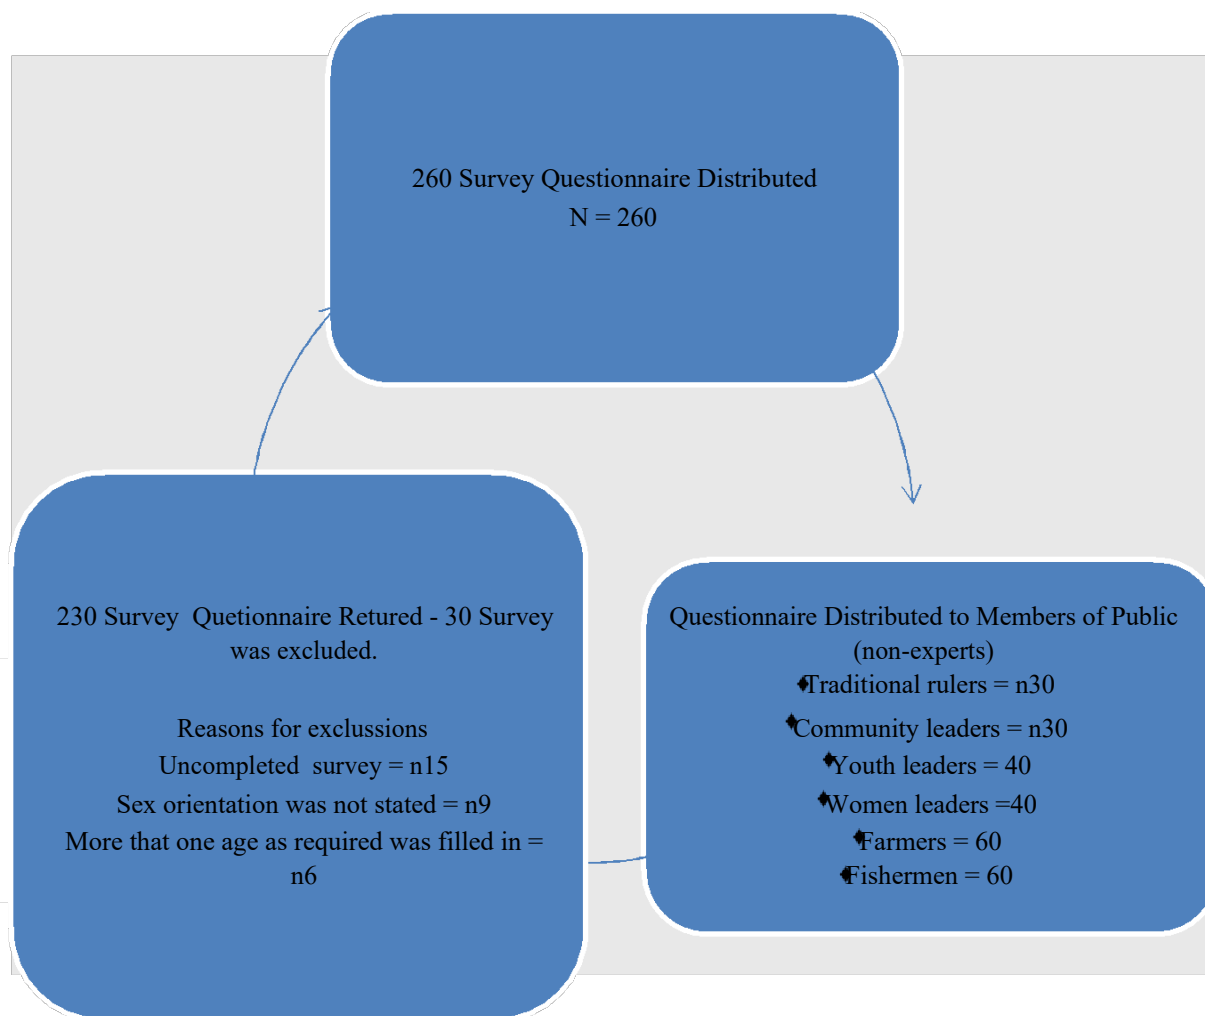 260 Survey Questionnaire Distributed
N = 260
230 Survey  Quetionnaire Retured - 30 Survey
was excluded.
Reasons for exclussions
Uncompleted  survey = n15
Sex orientation was not stated = n9
More that one age as required was filled in =
n6
Questionnaire Distributed to Members of Public
(non-experts)
♦Traditional rulers = n30
♦Community leaders = n30
♦Youth leaders = 40
♦Women leaders =40
♦Farmers = 60
♦Fishermen = 60